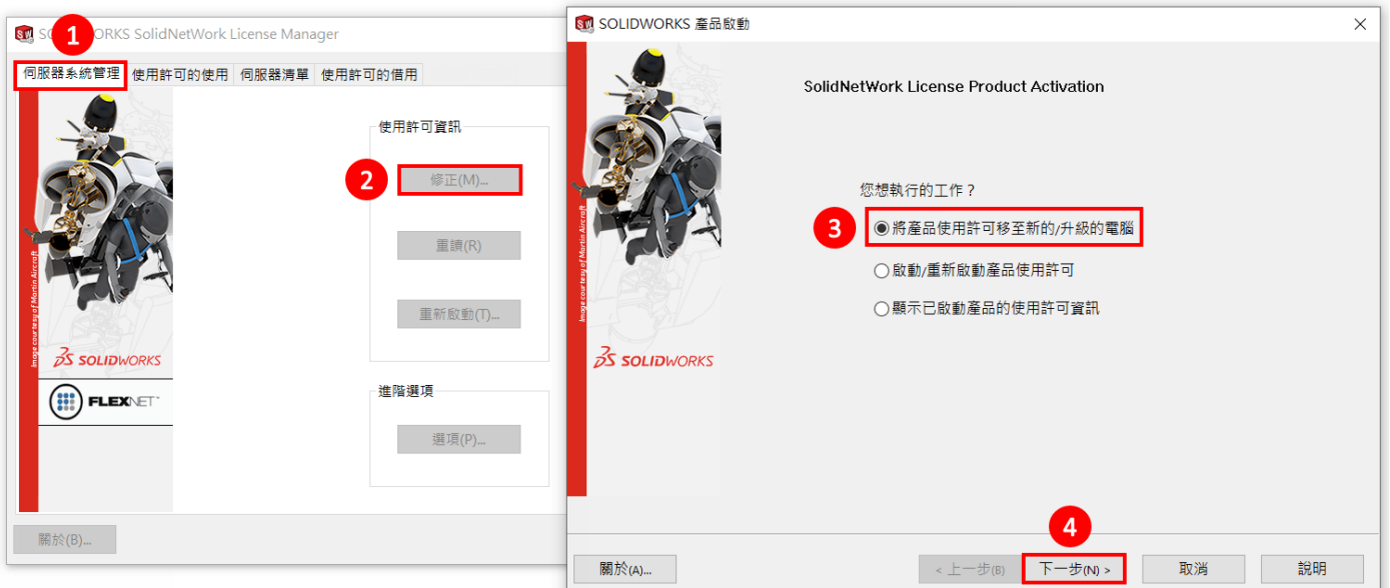 1
SO RKS SolidNetWork License Manager
伺服器系統管理 使用許可的使用 伺服器清單 使用許可的借用
使用許可資訊
2
修正(M)...
重讀(R)
重新啟動(T)...
進階選項
選項(P)...
Image courtesy of Martin Aircraft
SOLIDWORKS
FLEXNET
關於(B)...
SOLIDWORKS 產品啟動
SolidNetWork License Product Activation
您想執行的工作？
3
將產品使用許可移至新的/升級的電腦
啟動/重新啟動產品使用許可
顯示已啟動產品的使用許可資訊
Image courtesy of Martin Aircraft
SOLIDWORKS
4
關於(A)...
< 上一步(B)
下一步(N) >
取消
說明